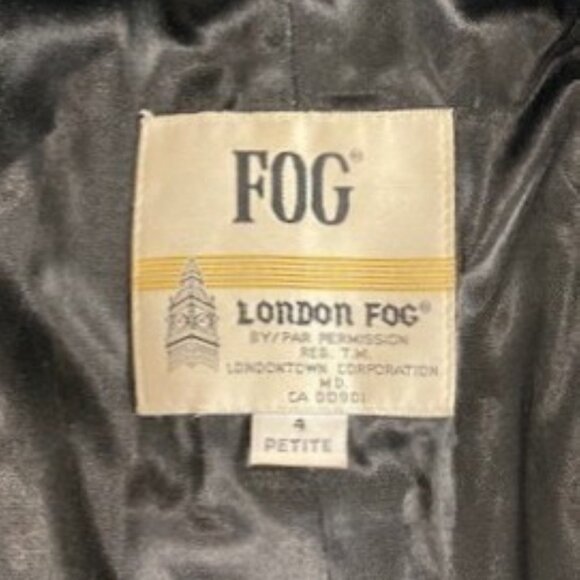 FOG®
LONDON FOG®
BY/PAR PERMISSION
REG. T.M.
LONDONTOWN CORPORATION
MD.
CA 00901
4
PETITE